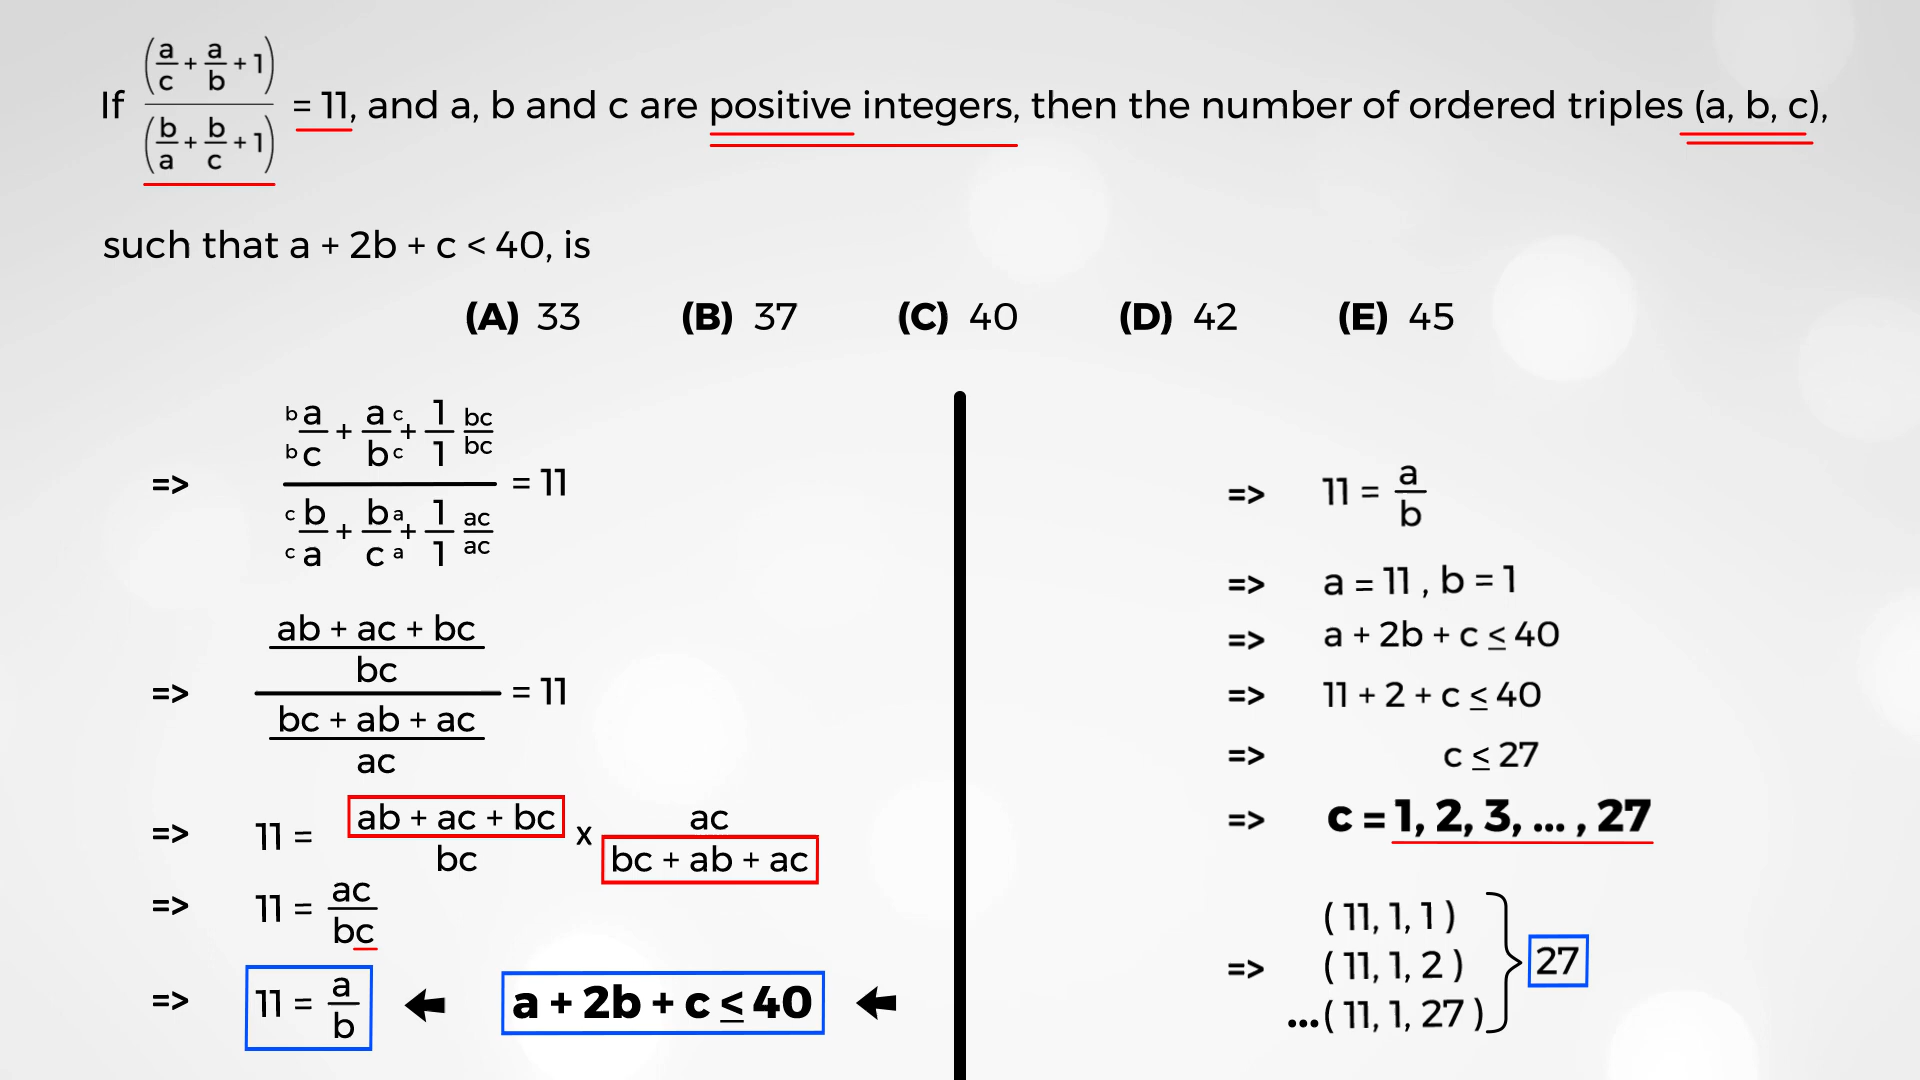 If (a/c + a/b + 1) / (b/a + b/c + 1) = 11, and a, b and c are positive integers, then the number of ordered triples (a, b, c),
such that a + 2b + c < 40, is
(A) 33 (B) 37 (C) 40 (D) 42 (E) 45
=> (b a / b c + a c / b c + 1/1 bc/bc) / (c b / c a + b a / c a + 1/1 ac/ac) = 11
=> ((ab + ac + bc) / bc) / ((bc + ab + ac) / ac) = 11
=> 11 = (ab + ac + bc) / bc x ac / (bc + ab + ac)
=> 11 = ac / bc
=> 11 = a / b
a + 2b + c ≤ 40
=> 11 = a / b
=> a = 11 , b = 1
=> a + 2b + c ≤ 40
=> 11 + 2 + c ≤ 40
=> c ≤ 27
=> c = 1, 2, 3, ... , 27
( 11, 1, 1 )
=> ( 11, 1, 2 ) 27
...( 11, 1, 27 )